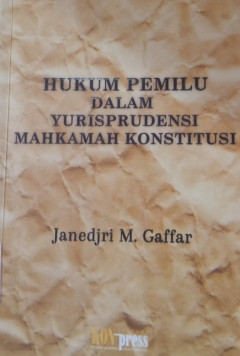 HUKUM PEMILU
DALAM
YURISPRUDENSI
MAHKAMAH KONSTITUSI
Janedjri M. Gaffar
KONpress